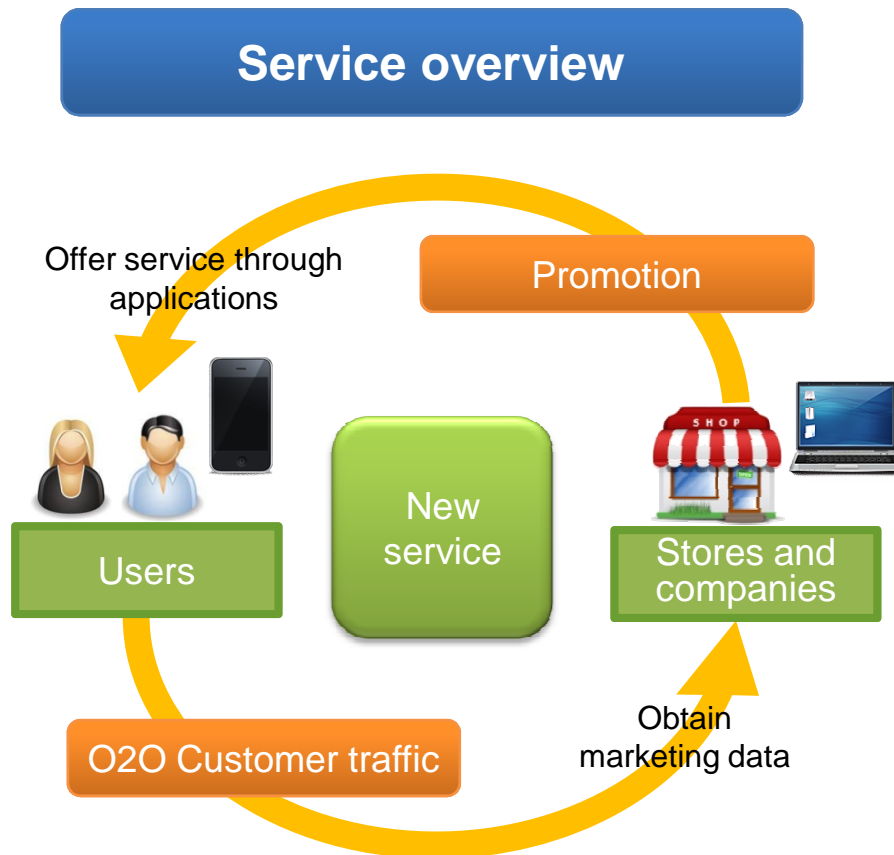 Service overview
Offer service through
applications
Promotion
SHOP
New
service
Users
Stores and
companies
O2O Customer traffic
Obtain
marketing data